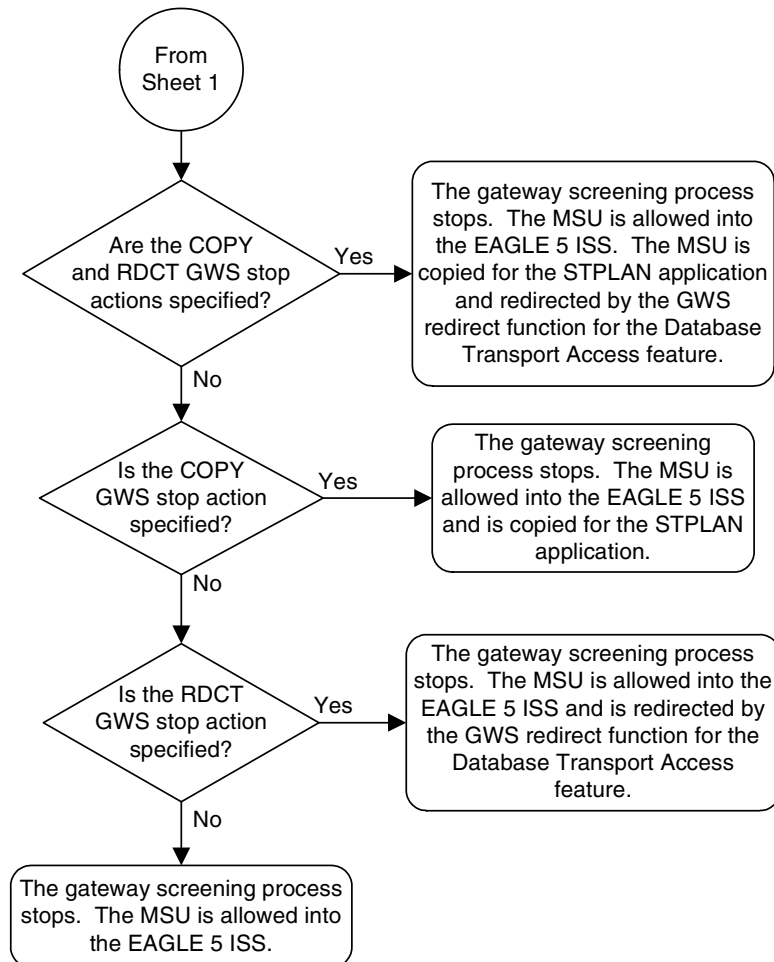 From
Sheet 1
Are the COPY
and RDCT GWS stop
actions specified?
Yes
The gateway screening process
stops.  The MSU is allowed into
the EAGLE 5 ISS.  The MSU is
copied for the STPLAN application
and redirected by the GWS
redirect function for the Database
Transport Access feature.
No
Is the COPY
GWS stop action
specified?
Yes
The gateway screening
process stops.  The MSU is
allowed into the EAGLE 5 ISS
and is copied for the STPLAN
application.
No
Is the RDCT
GWS stop action
specified?
Yes
The gateway screening process
stops.  The MSU is allowed into the
EAGLE 5 ISS and is redirected by
the GWS redirect function for the
Database Transport Access
feature.
No
The gateway screening process
stops.  The MSU is allowed into
the EAGLE 5 ISS.